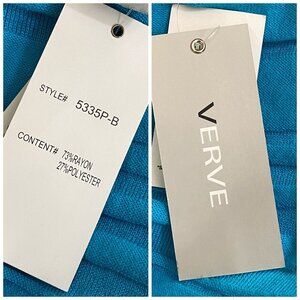 STYLE# 5335P-B
CONTENT# 73%RAYON
27%POLYESTER
VERVE